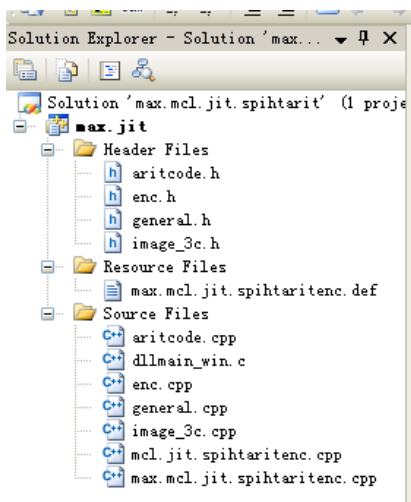 Solution Explorer - Solution 'max...
Solution 'max.mcl.jit.spihtarit' (1 proje
max.jit
Header Files
aritcode.h
enc.h
general.h
image_3c.h
Resource Files
max.mcl.jit.spihtaritenc.def
Source Files
aritcode.cpp
dllmain_win.c
enc.cpp
general.cpp
image_3c.cpp
mcl.jit.spihtaritenc.cpp
max.mcl.jit.spihtaritenc.cpp